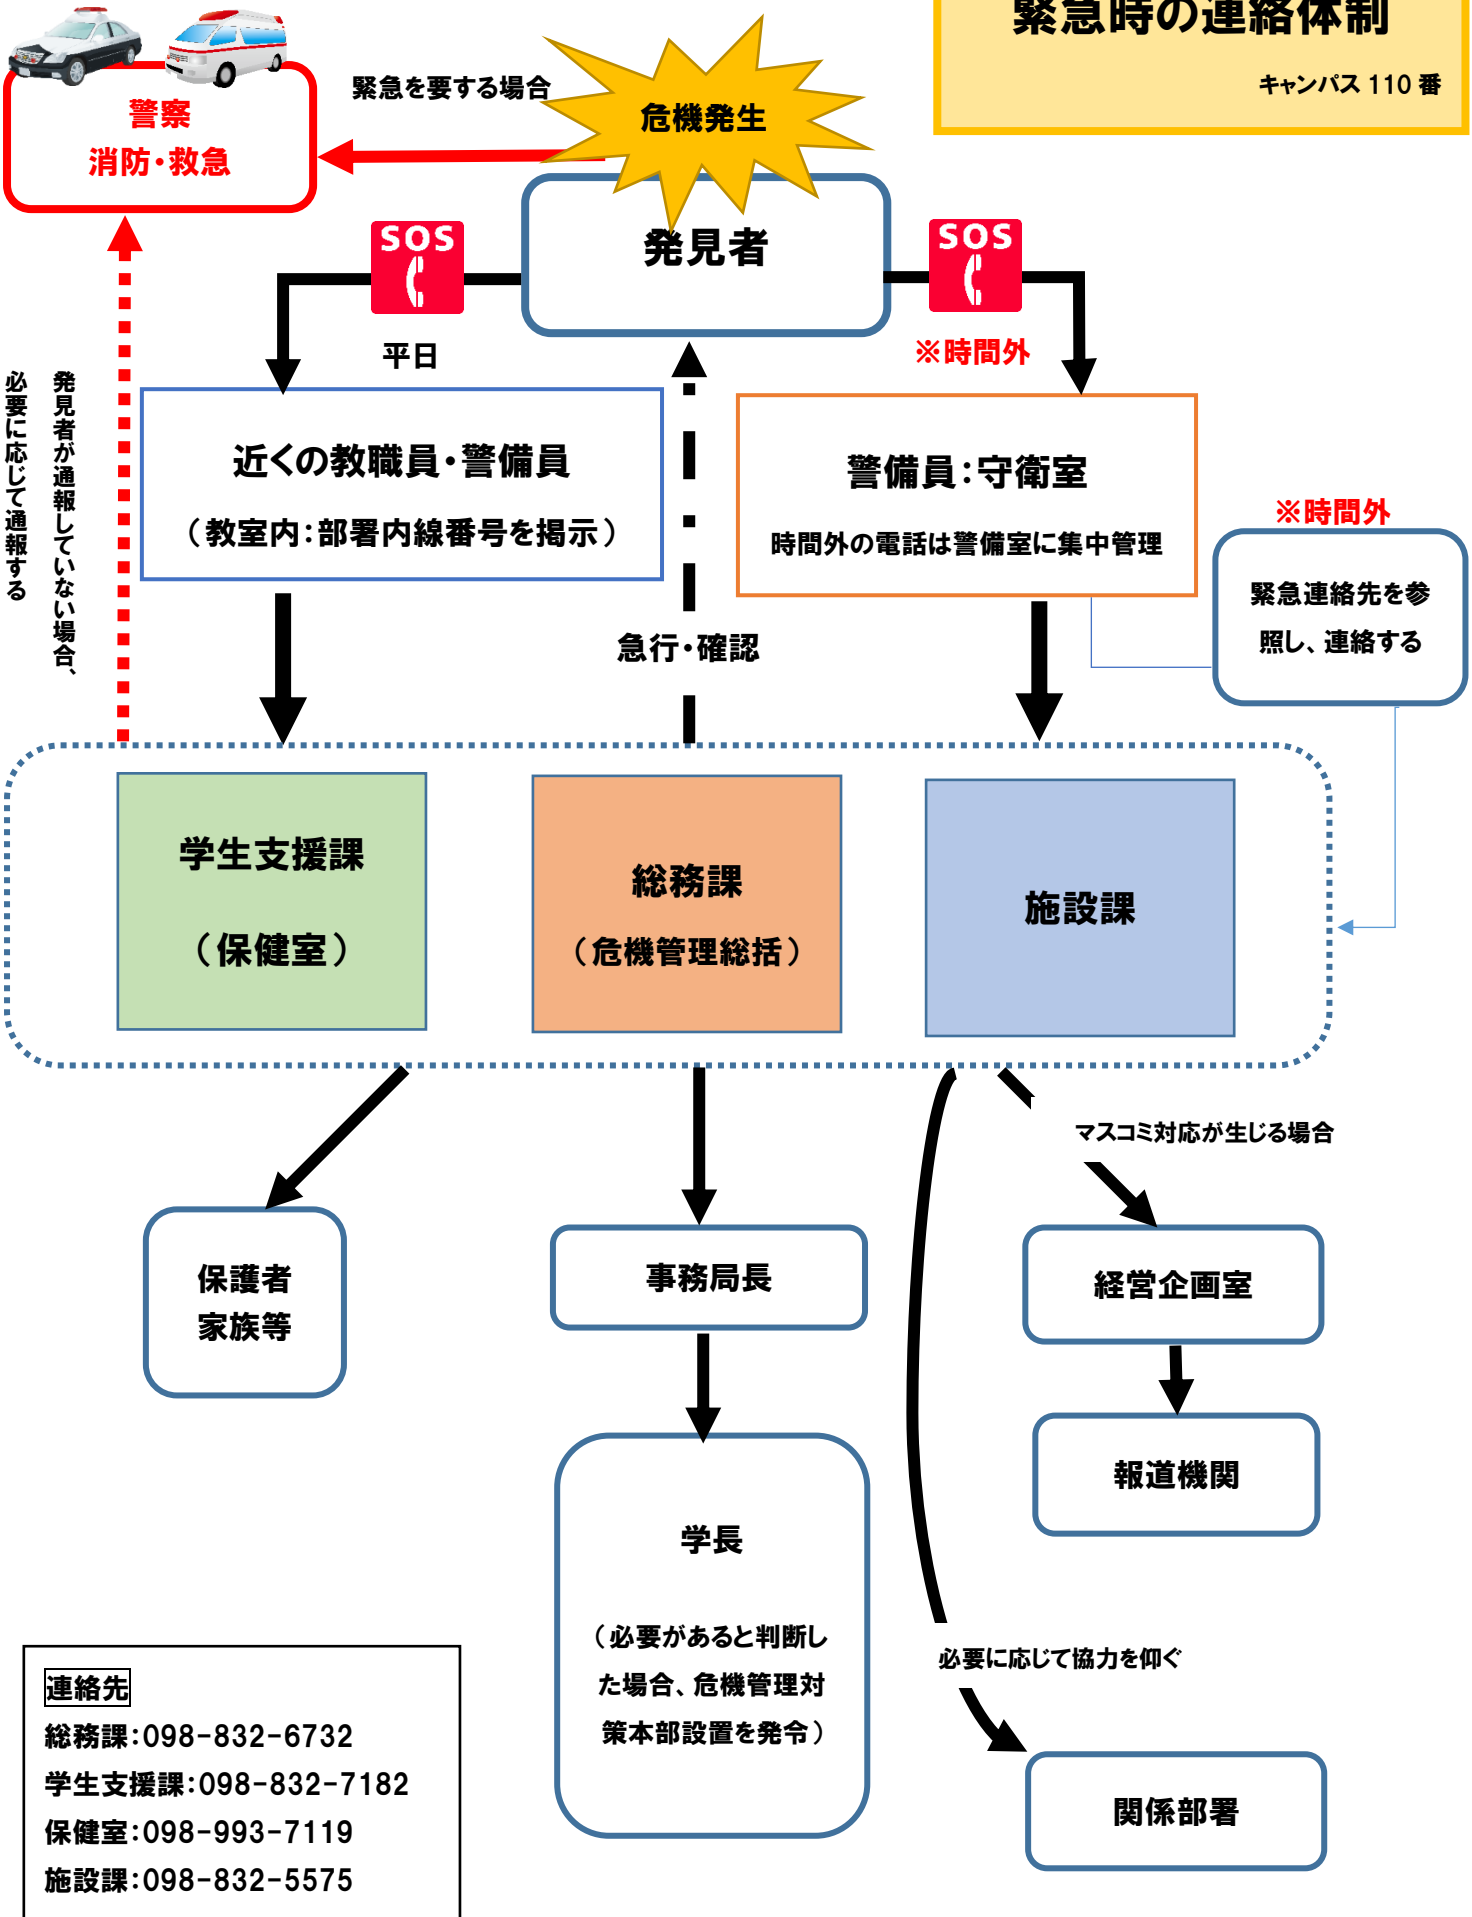 緊急時の連絡体制
キャンパス 110 番
緊急を要する場合
危機発生
警察
消防・救急
発見者
SOS
SOS
平日
※時間外
発見者が通報していない場合、
必要に応じて通報する
近くの教職員・警備員
（教室内：部署内線番号を掲示）
警備員：守衛室
時間外の電話は警備室に集中管理
※時間外
緊急連絡先を参
照し、連絡する
急行・確認
学生支援課
（保健室）
総務課
（危機管理総括）
施設課
マスコミ対応が生じる場合
保護者
家族等
事務局長
経営企画室
報道機関
学長
（必要があると判断し
た場合、危機管理対
策本部設置を発令）
必要に応じて協力を仰ぐ
関係部署
連絡先
総務課：098-832-6732
学生支援課：098-832-7182
保健室：098-993-7119
施設課：098-832-5575